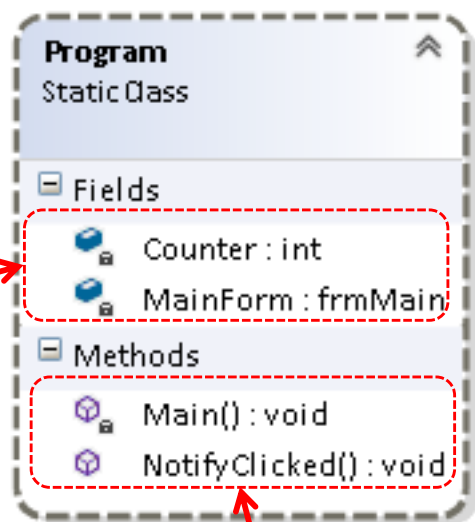 Program
Static Class
Fields
Counter : int
MainForm : frmMain
Methods
Main() : void
NotifyClicked() : void